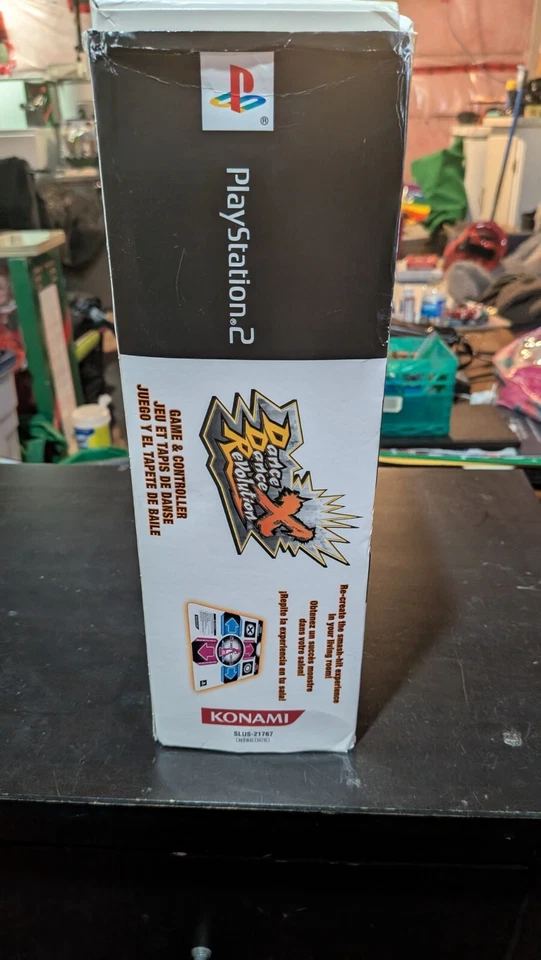 ®
PlayStation®2
Dance
Dance
Revolution X
GAME & CONTROLLER
JEU ET TAPIS DE DANSE
JUEGO Y EL TAPETE DE BAILE
Re-create the smash-hit experience
in your living room!
Obtenez un succès monstre
dans votre salon!
¡Repite la experiencia en tu sala!
KONAMI
SLUS-21767